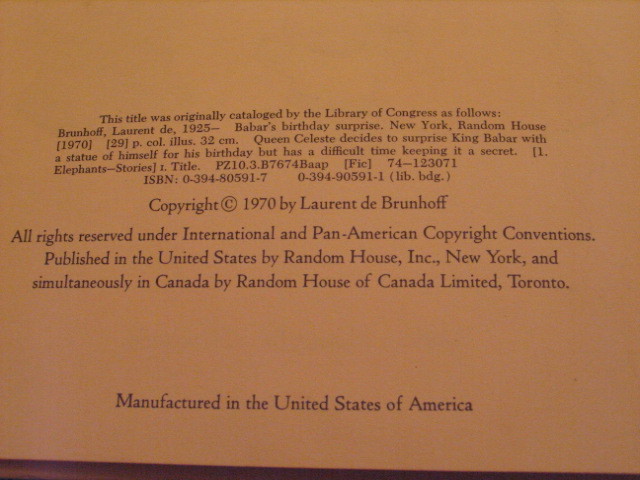 This title was originally cataloged by the Library of Congress as follows:
Brunhoff, Laurent de, 1925– Babar's birthday surprise. New York, Random House
[1970] [29] p. col. illus. 32 cm. Queen Celeste decides to surprise King Babar with
a statue of himself for his birthday but has a difficult time keeping it a secret. [1.
Elephants—Stories] I. Title. PZ10.3.B7674Baap [Fic] 74–123071
ISBN: 0-394-80591-7 0-394-90591-1 (lib. bdg.)
Copyright © 1970 by Laurent de Brunhoff
All rights reserved under International and Pan-American Copyright Conventions.
Published in the United States by Random House, Inc., New York, and
simultaneously in Canada by Random House of Canada Limited, Toronto.
Manufactured in the United States of America